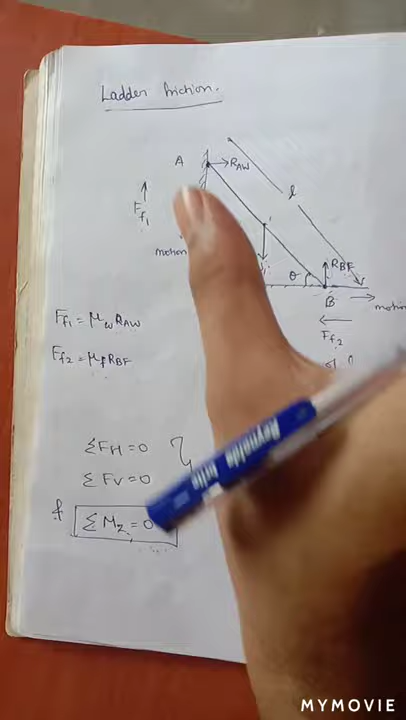 Ladder friction.
A
RAW
l
Ff1
motion
θ
RBF
B
motion
Ff1 = μw RAW
Ff2
Ff2 = μf RBF
ΣFH = 0
ΣFV = 0
&
ΣMz = 0
Reynolds
MYMOVIE